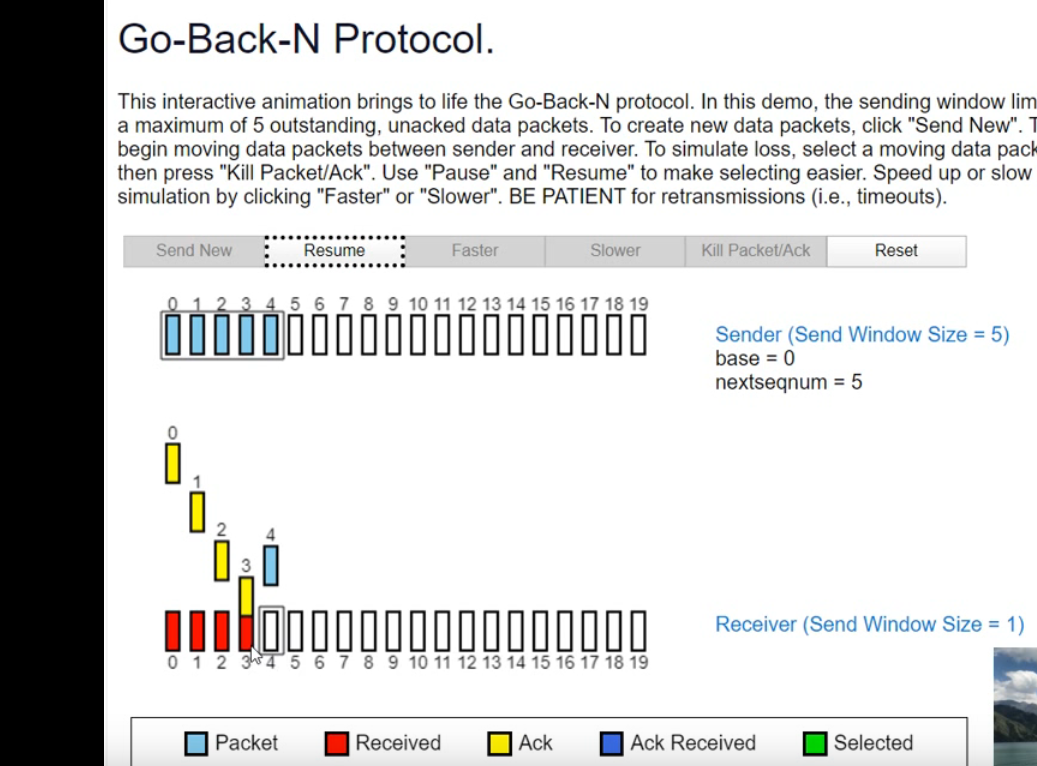 Go-Back-N Protocol.
This interactive animation brings to life the Go-Back-N protocol. In this demo, the sending window lim
a maximum of 5 outstanding, unacked data packets. To create new data packets, click "Send New". T
begin moving data packets between sender and receiver. To simulate loss, select a moving data pack
then press "Kill Packet/Ack". Use "Pause" and "Resume" to make selecting easier. Speed up or slow
simulation by clicking "Faster" or "Slower". BE PATIENT for retransmissions (i.e., timeouts).
Send New Resume Faster Slower Kill Packet/Ack Reset
0 1 2 3 4 5 6 7 8 9 10 11 12 13 14 15 16 17 18 19
Sender (Send Window Size = 5)
base = 0
nextseqnum = 5
0
1
2
4
3
Receiver (Send Window Size = 1)
0 1 2 3 4 5 6 7 8 9 10 11 12 13 14 15 16 17 18 19
Packet Received Ack Ack Received Selected